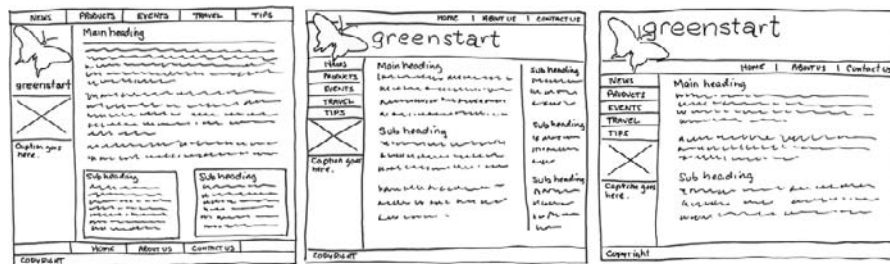 NEWS PRODUCTS EVENTS TRAVEL TIPS
Main heading
greenstart
Caption goes
here.
Sub heading
Sub heading
HOME ABOUT US CONTACT US
COPYRIGHT
HOME | ABOUT US | CONTACT US
greenstart
NEWS
PRODUCTS
EVENTS
TRAVEL
TIPS
Caption goes
here.
Main heading
Sub heading
Sub heading
Sub heading
Sub heading
COPYRIGHT
greenstart
HOME | ABOUT US | Contact Us
NEWS
PRODUCTS
EVENTS
TRAVEL
TIPS
Caption goes
here.
Main heading
Sub heading
Copyright